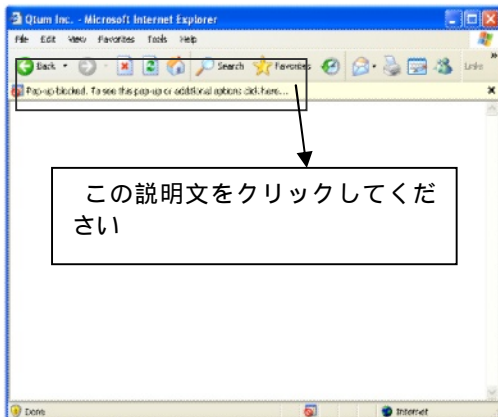 Qtum Inc. - Microsoft Internet Explorer
File Edit View Favorites Tools Help
Back Search Favorites Links
Pop-up blocked. To see this pop-up or additional options click here...
この説明文をクリックしてくだ
さい
Done Internet